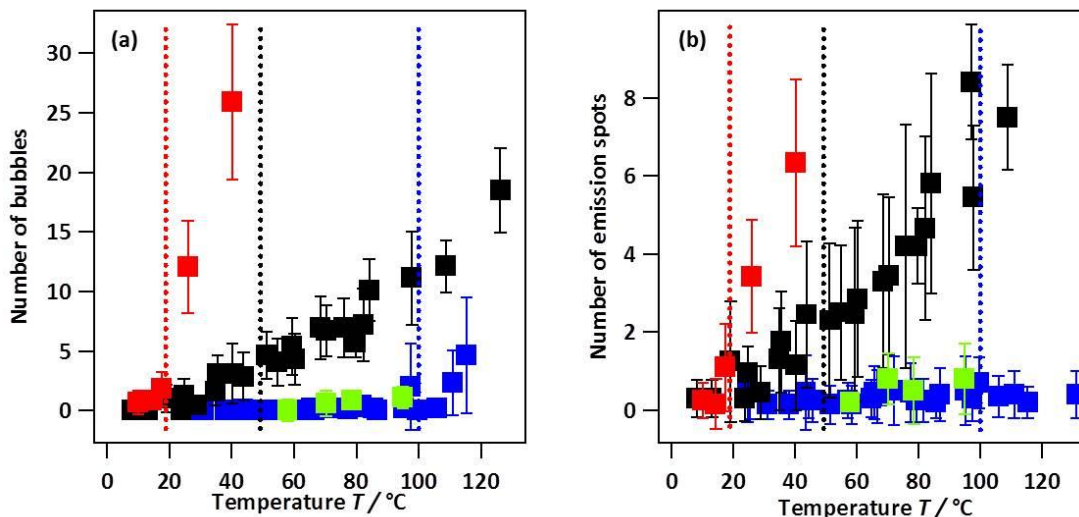 (a)
Number of bubbles
30
25
20
15
10
5
0
0 20 40 60 80 100 120
Temperature T / °C
(b)
Number of emission spots
8
6
4
2
0
0 20 40 60 80 100 120
Temperature T / °C